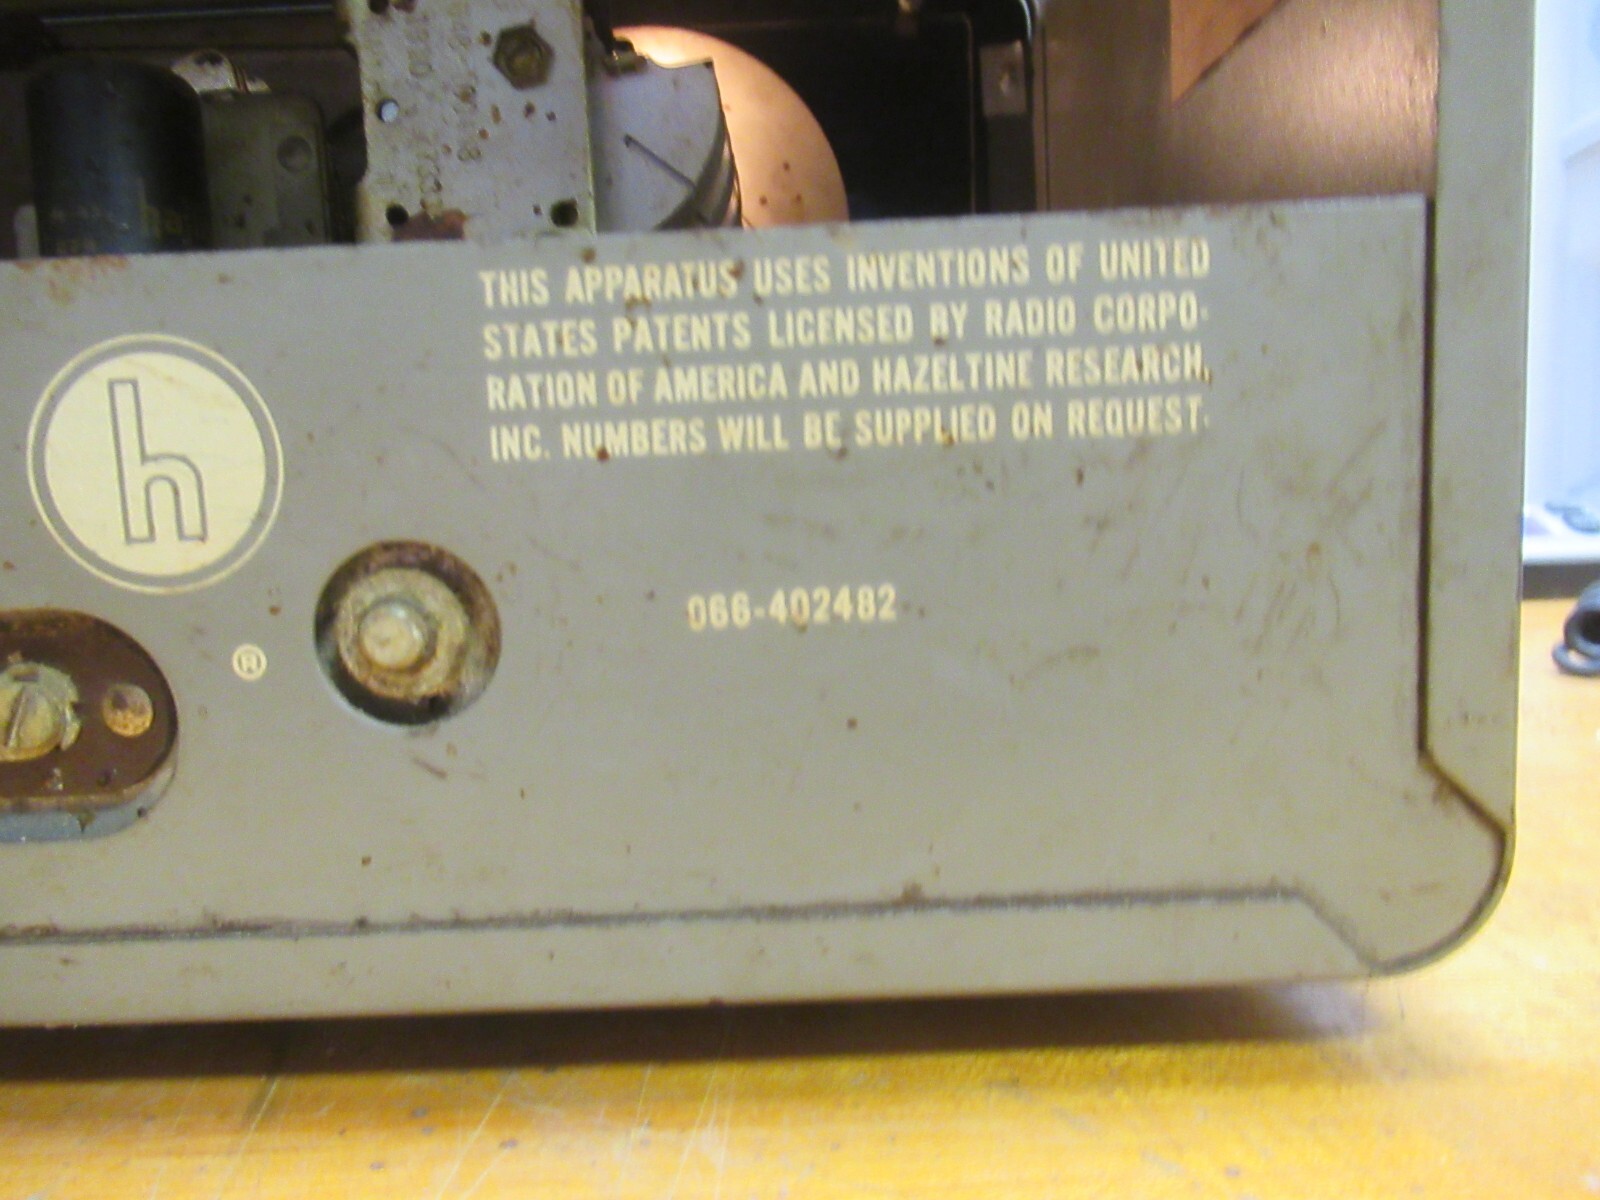 THIS APPARATUS USES INVENTIONS OF UNITED
STATES PATENTS LICENSED BY RADIO CORPO-
RATION OF AMERICA AND HAZELTINE RESEARCH,
INC. NUMBERS WILL BE SUPPLIED ON REQUEST.
h
®
066-402482